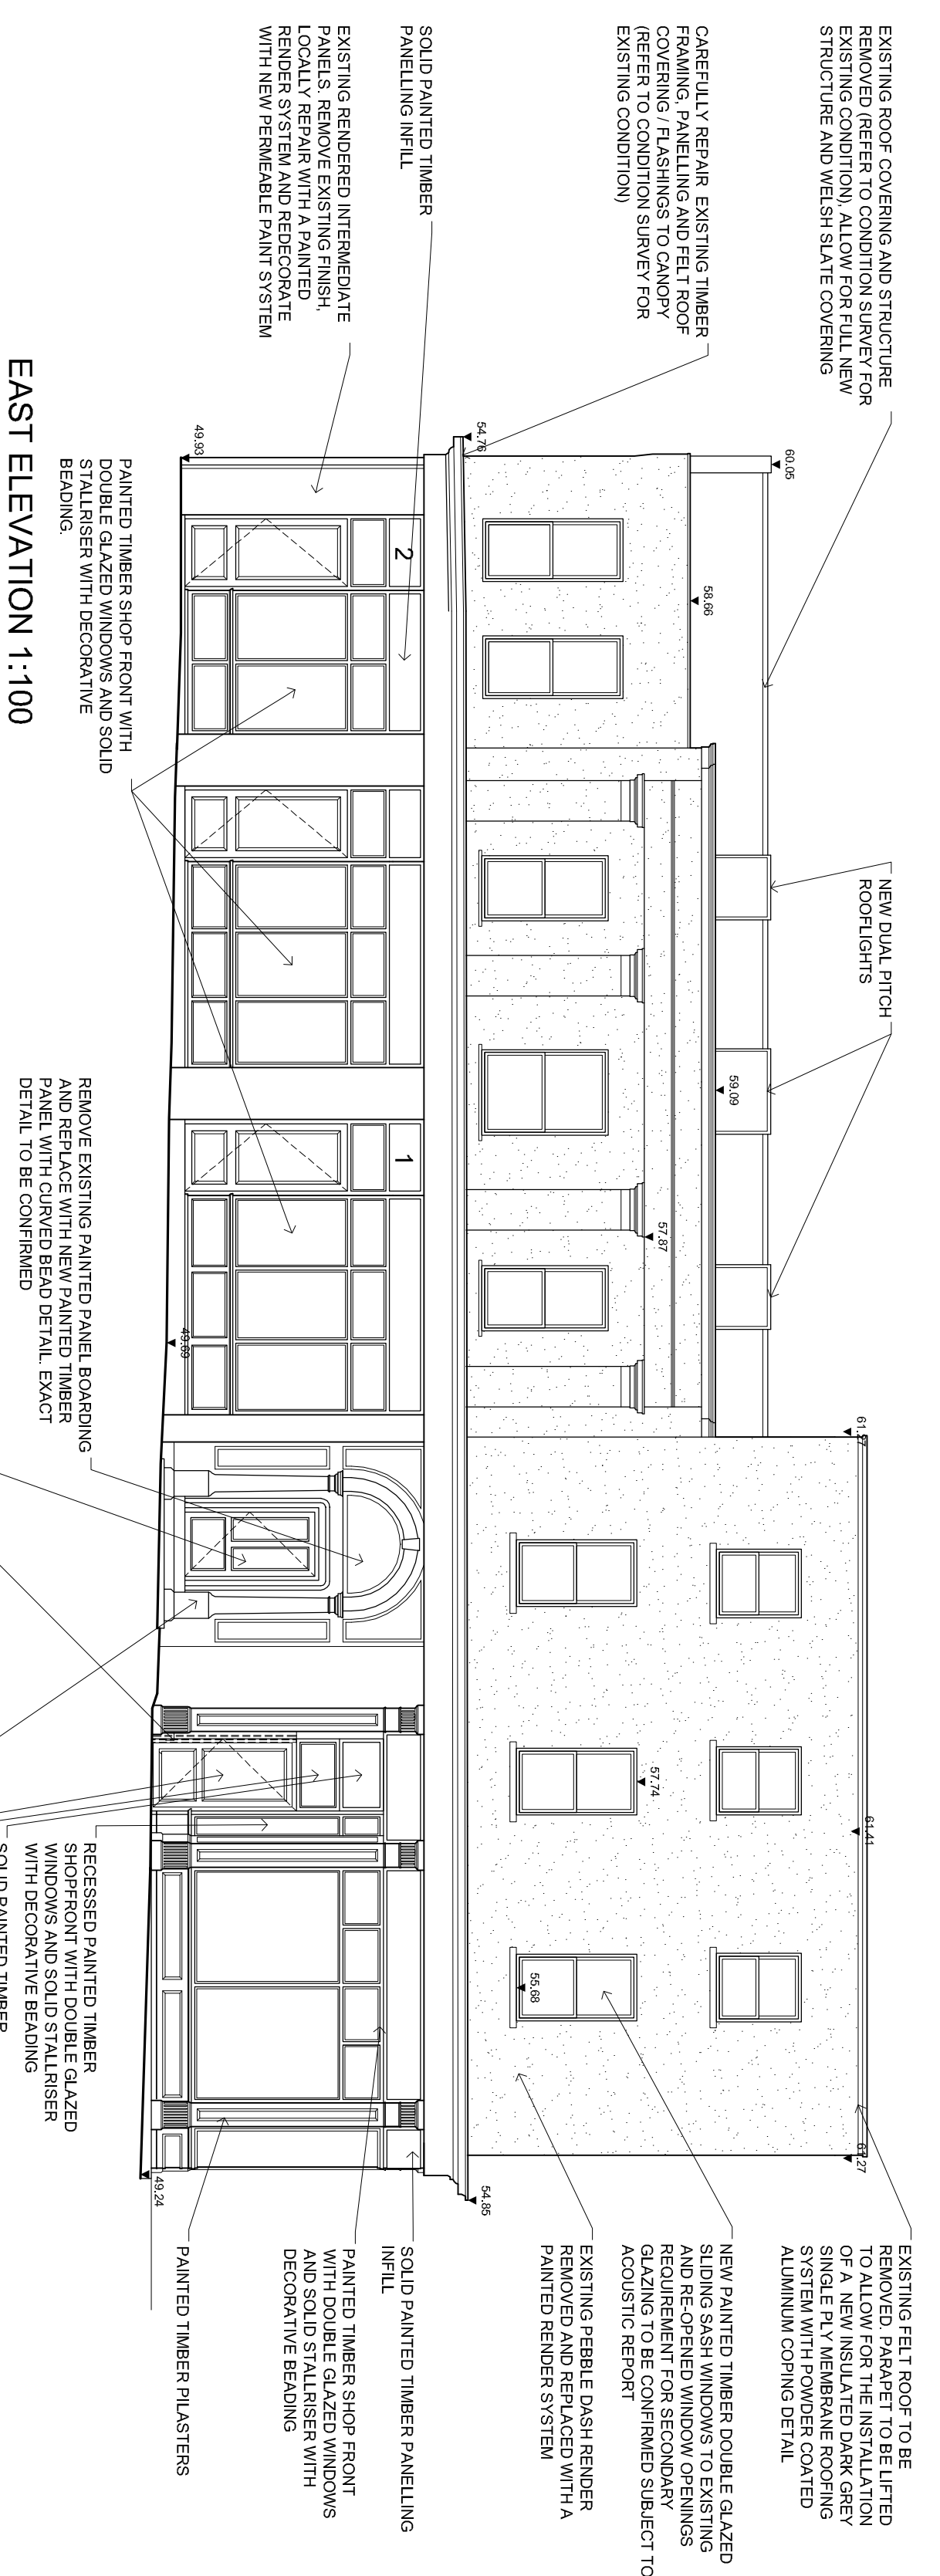 EXISTING ROOF COVERING AND STRUCTURE
REMOVED (REFER TO CONDITION SURVEY FOR
EXISTING CONDITION), ALLOW FOR FULL NEW
STRUCTURE AND WELSH SLATE COVERING
CAREFULLY REPAIR EXISTING TIMBER
FRAMING, PANELLING AND FELT ROOF
COVERING / FLASHINGS TO CANOPY
(REFER TO CONDITION SURVEY FOR
EXISTING CONDITION)
SOLID PAINTED TIMBER
PANELLING INFILL
EXISTING RENDERED INTERMEDIATE
PANELS. REMOVE EXISTING FINISH,
LOCALLY REPAIR WITH A PAINTED
RENDER SYSTEM AND REDECORATE
WITH NEW PERMEABLE PAINT SYSTEM
NEW DUAL PITCH
ROOFLIGHTS
60.05
58.66
59.09
57.87
54.76
49.93
2
1
49.69
61.27
61.41
61.27
57.74
55.68
54.85
49.24
EXISTING FELT ROOF TO BE
REMOVED. PARAPET TO BE LIFTED
TO ALLOW FOR THE INSTALLATION
OF A NEW INSULATED DARK GREY
SINGLE PLY MEMBRANE ROOFING
SYSTEM WITH POWDER COATED
ALUMINUM COPING DETAIL
NEW PAINTED TIMBER DOUBLE GLAZED
SLIDING SASH WINDOWS TO EXISTING
AND RE-OPENED WINDOW OPENINGS
REQUIREMENT FOR SECONDARY
GLAZING TO BE CONFIRMED SUBJECT TO
ACOUSTIC REPORT
EXISTING PEBBLE DASH RENDER
REMOVED AND REPLACED WITH A
PAINTED RENDER SYSTEM
SOLID PAINTED TIMBER PANELLING
INFILL
PAINTED TIMBER SHOP FRONT
WITH DOUBLE GLAZED WINDOWS
AND SOLID STALLRISER WITH
DECORATIVE BEADING
PAINTED TIMBER PILASTERS
PAINTED TIMBER SHOP FRONT WITH
DOUBLE GLAZED WINDOWS AND SOLID
STALLRISER WITH DECORATIVE
BEADING.
REMOVE EXISTING PAINTED PANEL BOARDING
AND REPLACE WITH NEW PAINTED TIMBER
PANEL WITH CURVED BEAD DETAIL. EXACT
DETAIL TO BE CONFIRMED
RECESSED PAINTED TIMBER
SHOPFRONT WITH DOUBLE GLAZED
WINDOWS AND SOLID STALLRISER
WITH DECORATIVE BEADING
SOLID PAINTED TIMBER
EAST ELEVATION 1:100